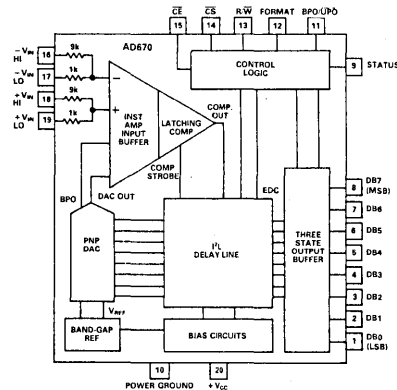 CE CS R/W FORMAT BPO/UPO
15 14 13 12 11
AD670
-VIN HI 16 9k
-VIN LO 17 1k
+VIN HI 18 9k
+VIN LO 19 1k
-
+
INST AMP INPUT BUFFER
LATCHING COMP
COMP. OUT
COMP STROBE
CONTROL LOGIC
9 STATUS
BPO
DAC OUT
EDC
PNP DAC
I²L DELAY LINE
THREE STATE OUTPUT BUFFER
8 DB7 (MSB)
7 DB6
6 DB5
5 DB4
4 DB3
3 DB2
2 DB1
1 DB0 (LSB)
VREF
BAND-GAP REF
BIAS CIRCUITS
10 20
POWER GROUND +VCC